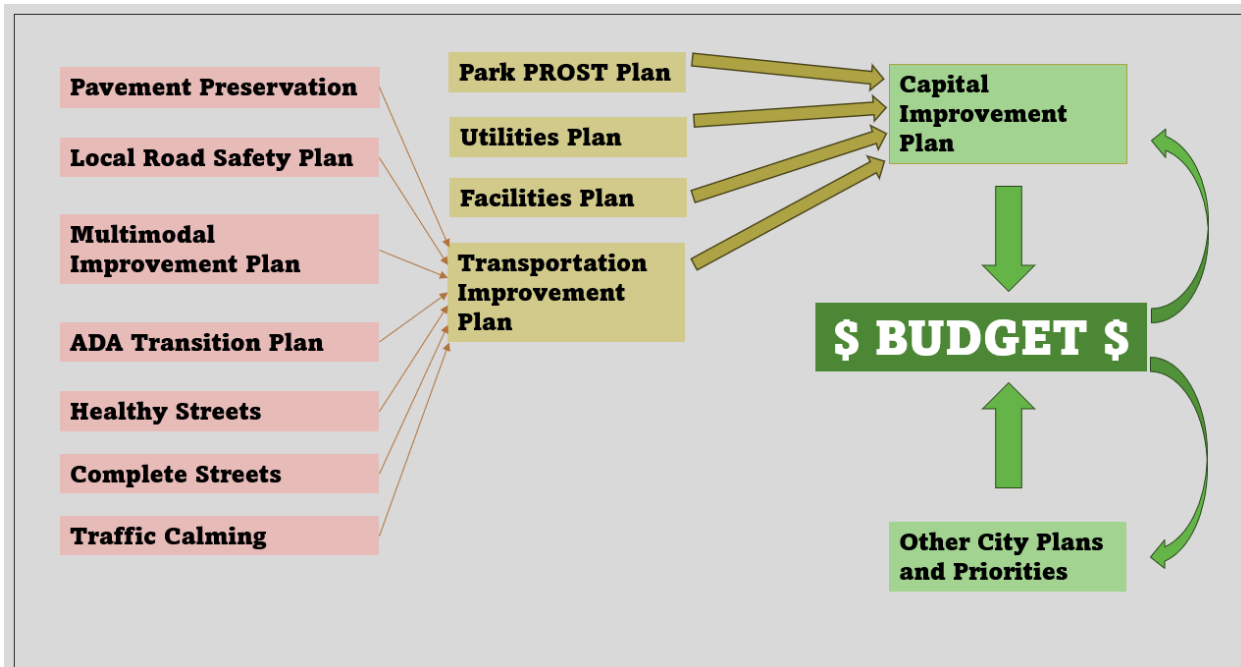 Pavement Preservation
Local Road Safety Plan
Multimodal
Improvement Plan
ADA Transition Plan
Healthy Streets
Complete Streets
Traffic Calming
Park PROST Plan
Utilities Plan
Facilities Plan
Transportation
Improvement
Plan
Capital
Improvement
Plan
$ BUDGET $
Other City Plans
and Priorities